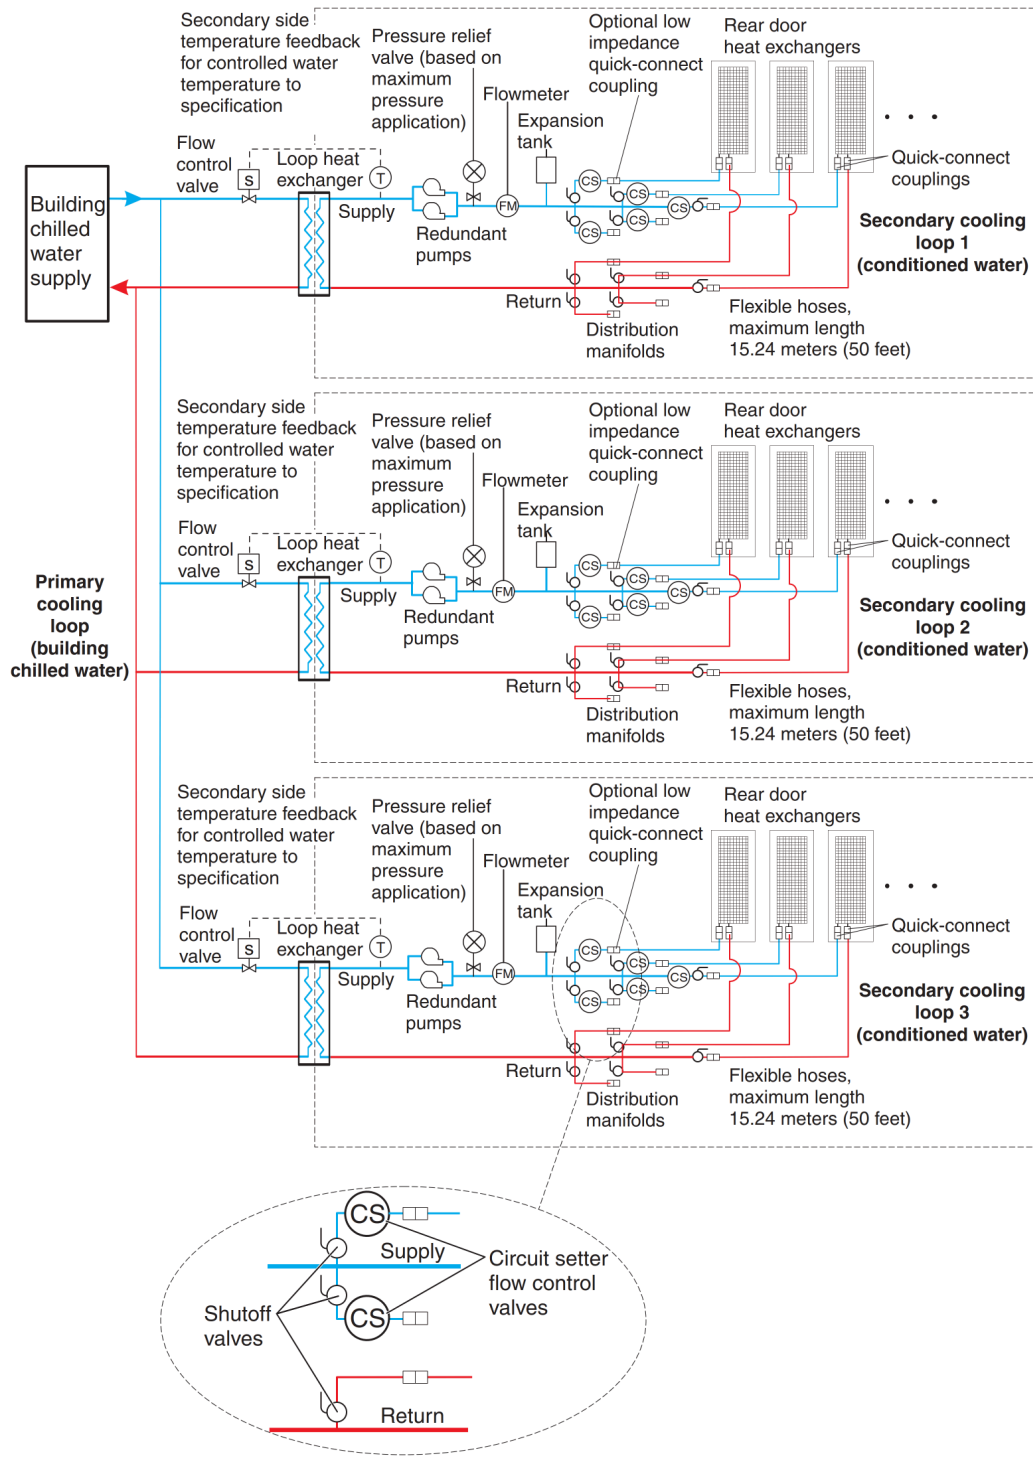 Secondary side
temperature feedback
for controlled water
temperature to
specification
Pressure relief
valve (based on
maximum
pressure
application)
Flowmeter
Optional low
impedance
quick-connect
coupling
Rear door
heat exchangers
Expansion
tank
Flow
control
valve
S
Loop heat
exchanger
T
Supply
Redundant
pumps
FM
CS
CS
CS
CS
CS
Quick-connect
couplings
Building
chilled
water
supply
Secondary cooling
loop 1
(conditioned water)
Return
Distribution
manifolds
Flexible hoses,
maximum length
15.24 meters (50 feet)
Secondary side
temperature feedback
for controlled water
temperature to
specification
Pressure relief
valve (based on
maximum
pressure
application)
Flowmeter
Optional low
impedance
quick-connect
coupling
Rear door
heat exchangers
Expansion
tank
Flow
control
valve
S
Loop heat
exchanger
T
Supply
Redundant
pumps
FM
CS
CS
CS
CS
CS
Quick-connect
couplings
Primary
cooling
loop
(building
chilled water)
Secondary cooling
loop 2
(conditioned water)
Return
Distribution
manifolds
Flexible hoses,
maximum length
15.24 meters (50 feet)
Secondary side
temperature feedback
for controlled water
temperature to
specification
Pressure relief
valve (based on
maximum
pressure
application)
Flowmeter
Optional low
impedance
quick-connect
coupling
Rear door
heat exchangers
Expansion
tank
Flow
control
valve
S
Loop heat
exchanger
T
Supply
Redundant
pumps
FM
CS
CS
CS
CS
CS
Quick-connect
couplings
Secondary cooling
loop 3
(conditioned water)
Return
Distribution
manifolds
Flexible hoses,
maximum length
15.24 meters (50 feet)
CS
Supply
CS
Circuit setter
flow control
valves
Shutoff
valves
Return